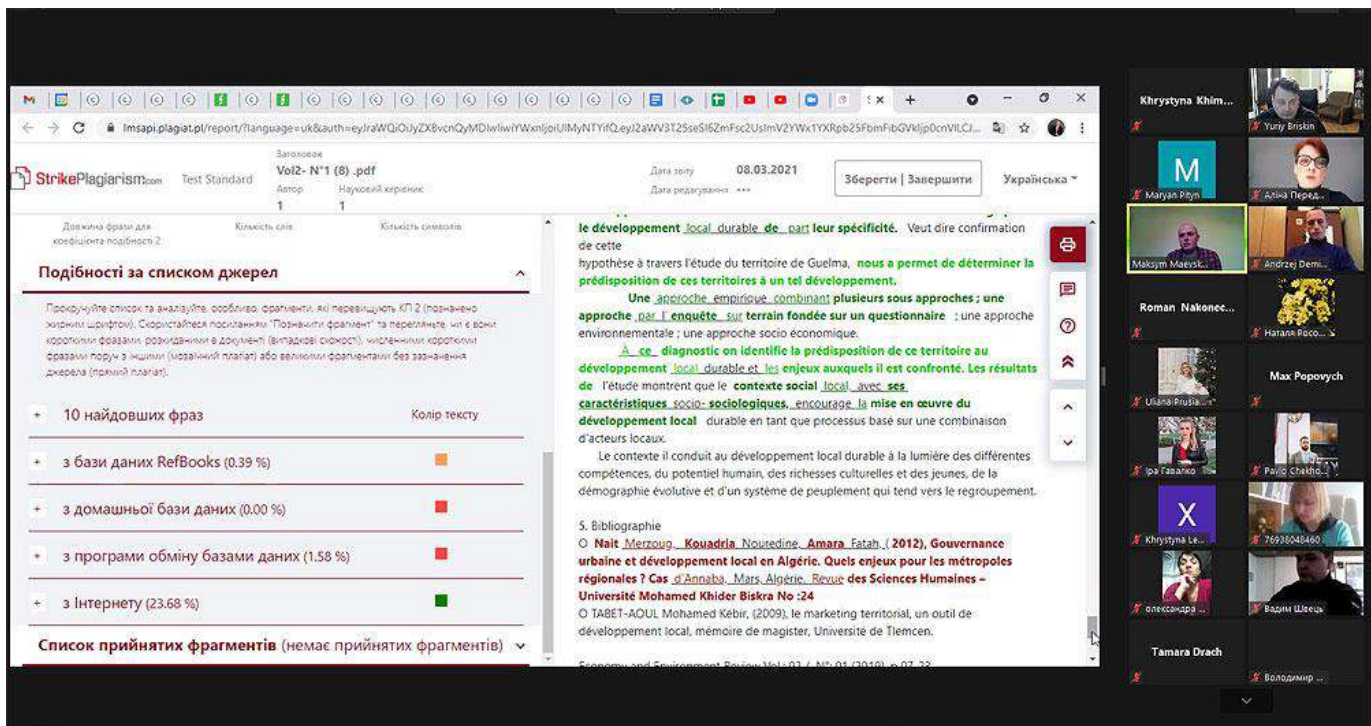 lmsapi.plagiat.pl/report/?language=uk&auth=
StrikePlagiarism.com
Test Standard
Заголовок
Vol2- N°1 (8) .pdf
Автор
Науковий керівник
1
1
Дата звіту
08.03.2021
Дата редагування
---
Зберегти | Завершити
Українська
Довжина фрази для
коефіцієнта подібності 2
Кількість слів
Кількість символів
Подібності за списком джерел
Прокручуйте список та аналізуйте, особливо, фрагменти, які перевищують КП 2 (позначено
жирним шрифтом). Скористайтеся посиланням "Позначити фрагмент" та перегляньте, чи є вони
короткими фразами, розкиданими в документі (випадкові схожості), численними короткими
фразами поруч з іншими (мозаїчний плагіат) або великими фрагментами без зазначення
джерела (прямий плагіат).
+ 10 найдовших фраз
Колір тексту
+ з бази даних RefBooks (0.39 %)
+ з домашньої бази даних (0.00 %)
+ з програми обміну базами даних (1.58 %)
+ з Інтернету (23.68 %)
Список прийнятих фрагментів (немає прийнятих фрагментів)
le développement local durable de part leur spécificité. Veut dire confirmation
de cette
hypothèse à travers l'étude du territoire de Guelma, nous a permet de déterminer la
prédisposition de ces territoires à un tel développement.
Une approche empirique combinant plusieurs sous approches ; une
approche par l' enquête sur terrain fondée sur un questionnaire ; une approche
environnementale ; une approche socio économique.
À ce diagnostic on identifie la prédisposition de ce territoire au
développement local durable et les enjeux auxquels il est confronté. Les résultats
de l'étude montrent que le contexte social local, avec ses
caractéristiques socio- sociologiques, encourage la mise en œuvre du
développement local durable en tant que processus base sur une combinaison
d'acteurs locaux.
Le contexte il conduit au développement local durable à la lumière des différentes
compétences, du potentiel humain, des richesses culturelles et des jeunes, de la
démographie évolutive et d'un système de peuplement qui tend vers le regroupement.
5. Bibliographie
O Nait Merzoug, Kouadria Nouredine, Amara Fatah, ( 2012), Gouvernance
urbaine et développement local en Algérie. Quels enjeux pour les métropoles
régionales ? Cas d'Annaba, Mars, Algérie, Revue des Sciences Humaines –
Université Mohamed Khider Biskra No :24
O TABET-AOUL Mohamed Kébir, (2009), le marketing territorial, un outil de
développement local, mémoire de magister, Université de Tlemcen.
Economy and Environment Review Vol
Khrystyna Khim...
Yuriy Briskin
M
Maryan Pityn
Аліна Перед...
Maksym Maevsk...
Andrzej Demi...
Roman Nakonec...
Наталя Росо...
Uliana Prusia...
Max Popovych
Іра Гавалко
Pavlo Chekho...
X
Khrystyna Le...
76938048460
олександра ...
Вадим Швець
Tamara Drach
Володимир ...